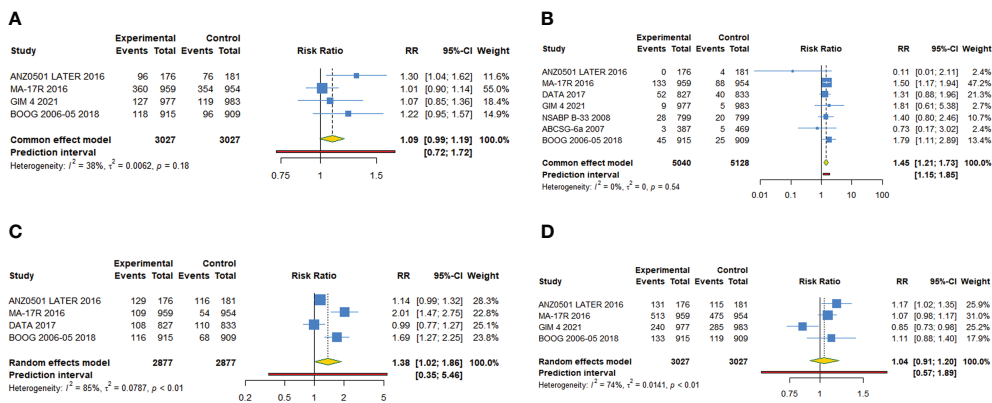 A
Experimental Control
Study Events Total Events Total Risk Ratio RR 95%-CI Weight
ANZ0501 LATER 2016 96 176 76 181 1.30 [1.04; 1.62] 11.6%
MA-17R 2016 360 959 354 954 1.01 [0.90; 1.14] 55.0%
GIM 4 2021 127 977 119 983 1.07 [0.85; 1.36] 18.4%
BOOG 2006-05 2018 118 915 96 909 1.22 [0.95; 1.57] 14.9%
Common effect model 3027 3027 1.09 [0.99; 1.19] 100.0%
Prediction interval [0.72; 1.72]
Heterogeneity: I² = 38%, τ² = 0.0062, p = 0.18
0.75 1 1.5
B
Experimental Control
Study Events Total Events Total Risk Ratio RR 95%-CI Weight
ANZ0501 LATER 2016 0 176 4 181 0.11 [0.01; 2.11] 2.4%
MA-17R 2016 133 959 88 954 1.50 [1.17; 1.94] 47.2%
DATA 2017 52 827 40 833 1.31 [0.88; 1.96] 21.3%
GIM 4 2021 9 977 5 983 1.81 [0.61; 5.38] 2.7%
NSABP B-33 2008 28 799 20 799 1.40 [0.80; 2.46] 10.7%
ABCSG-6a 2007 3 387 5 469 0.73 [0.17; 3.02] 2.4%
BOOG 2006-05 2018 45 915 25 909 1.79 [1.11; 2.89] 13.4%
Common effect model 5040 5128 1.45 [1.21; 1.73] 100.0%
Prediction interval [1.15; 1.85]
Heterogeneity: I² = 0%, τ² = 0, p = 0.54
0.01 0.1 1 10 100
C
Experimental Control
Study Events Total Events Total Risk Ratio RR 95%-CI Weight
ANZ0501 LATER 2016 129 176 116 181 1.14 [0.99; 1.32] 28.3%
MA-17R 2016 109 959 54 954 2.01 [1.47; 2.75] 22.8%
DATA 2017 108 827 110 833 0.99 [0.77; 1.27] 25.1%
BOOG 2006-05 2018 116 915 68 909 1.69 [1.27; 2.25] 23.8%
Random effects model 2877 2877 1.38 [1.02; 1.86] 100.0%
Prediction interval [0.35; 5.46]
Heterogeneity: I² = 85%, τ² = 0.0787, p < 0.01
0.2 0.5 1 2 5
D
Experimental Control
Study Events Total Events Total Risk Ratio RR 95%-CI Weight
ANZ0501 LATER 2016 131 176 115 181 1.17 [1.02; 1.35] 25.6%
MA-17R 2016 513 959 475 954 1.07 [0.98; 1.17] 31.3%
GIM 4 2021 240 977 285 983 0.85 [0.73; 0.98] 25.2%
BOOG 2006-05 2018 133 915 119 909 1.11 [0.88; 1.40] 17.9%
Random effects model 3027 3027 1.04 [0.91; 1.20] 100.0%
Prediction interval [0.57; 1.89]
Heterogeneity: I² = 74%, τ² = 0.0141, p < 0.01
0.75 1 1.5